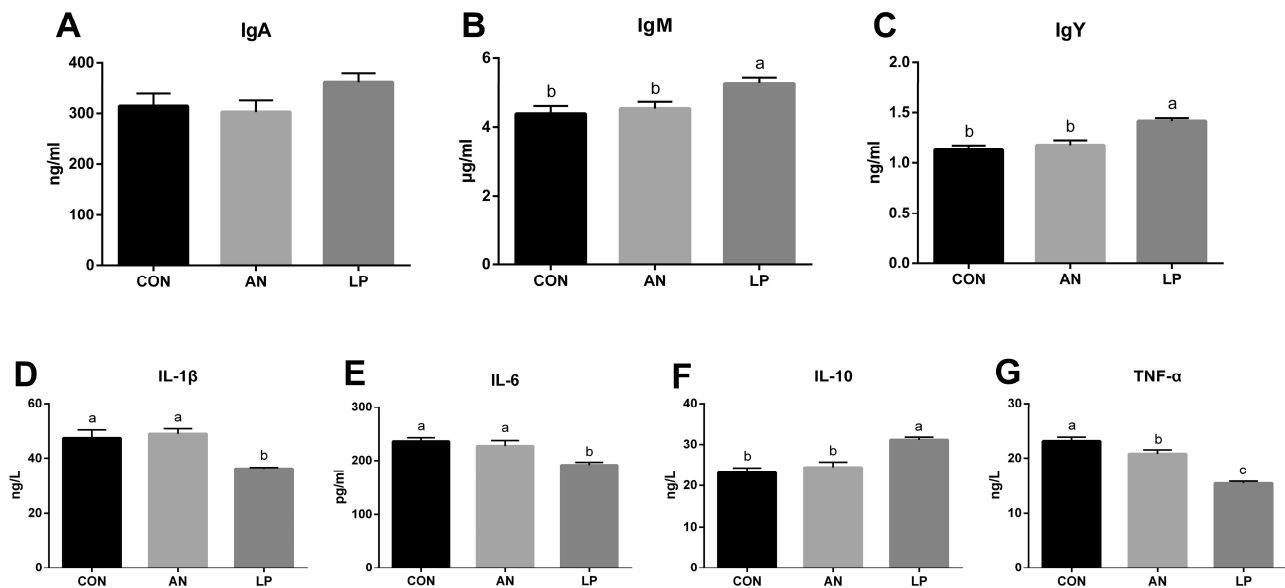 A
IgA
400
300
200
100
0
ng/ml
CON AN LP
B
IgM
6
4
2
0
µg/ml
b b a
CON AN LP
C
IgY
2.0
1.5
1.0
0.5
0.0
ng/ml
b b a
CON AN LP
D
IL-1β
60
40
20
0
ng/L
a a b
CON AN LP
E
IL-6
300
200
100
0
pg/ml
a a b
CON AN LP
F
IL-10
40
30
20
10
0
ng/L
b b a
CON AN LP
G
TNF-α
30
20
10
0
ng/L
a b c
CON AN LP